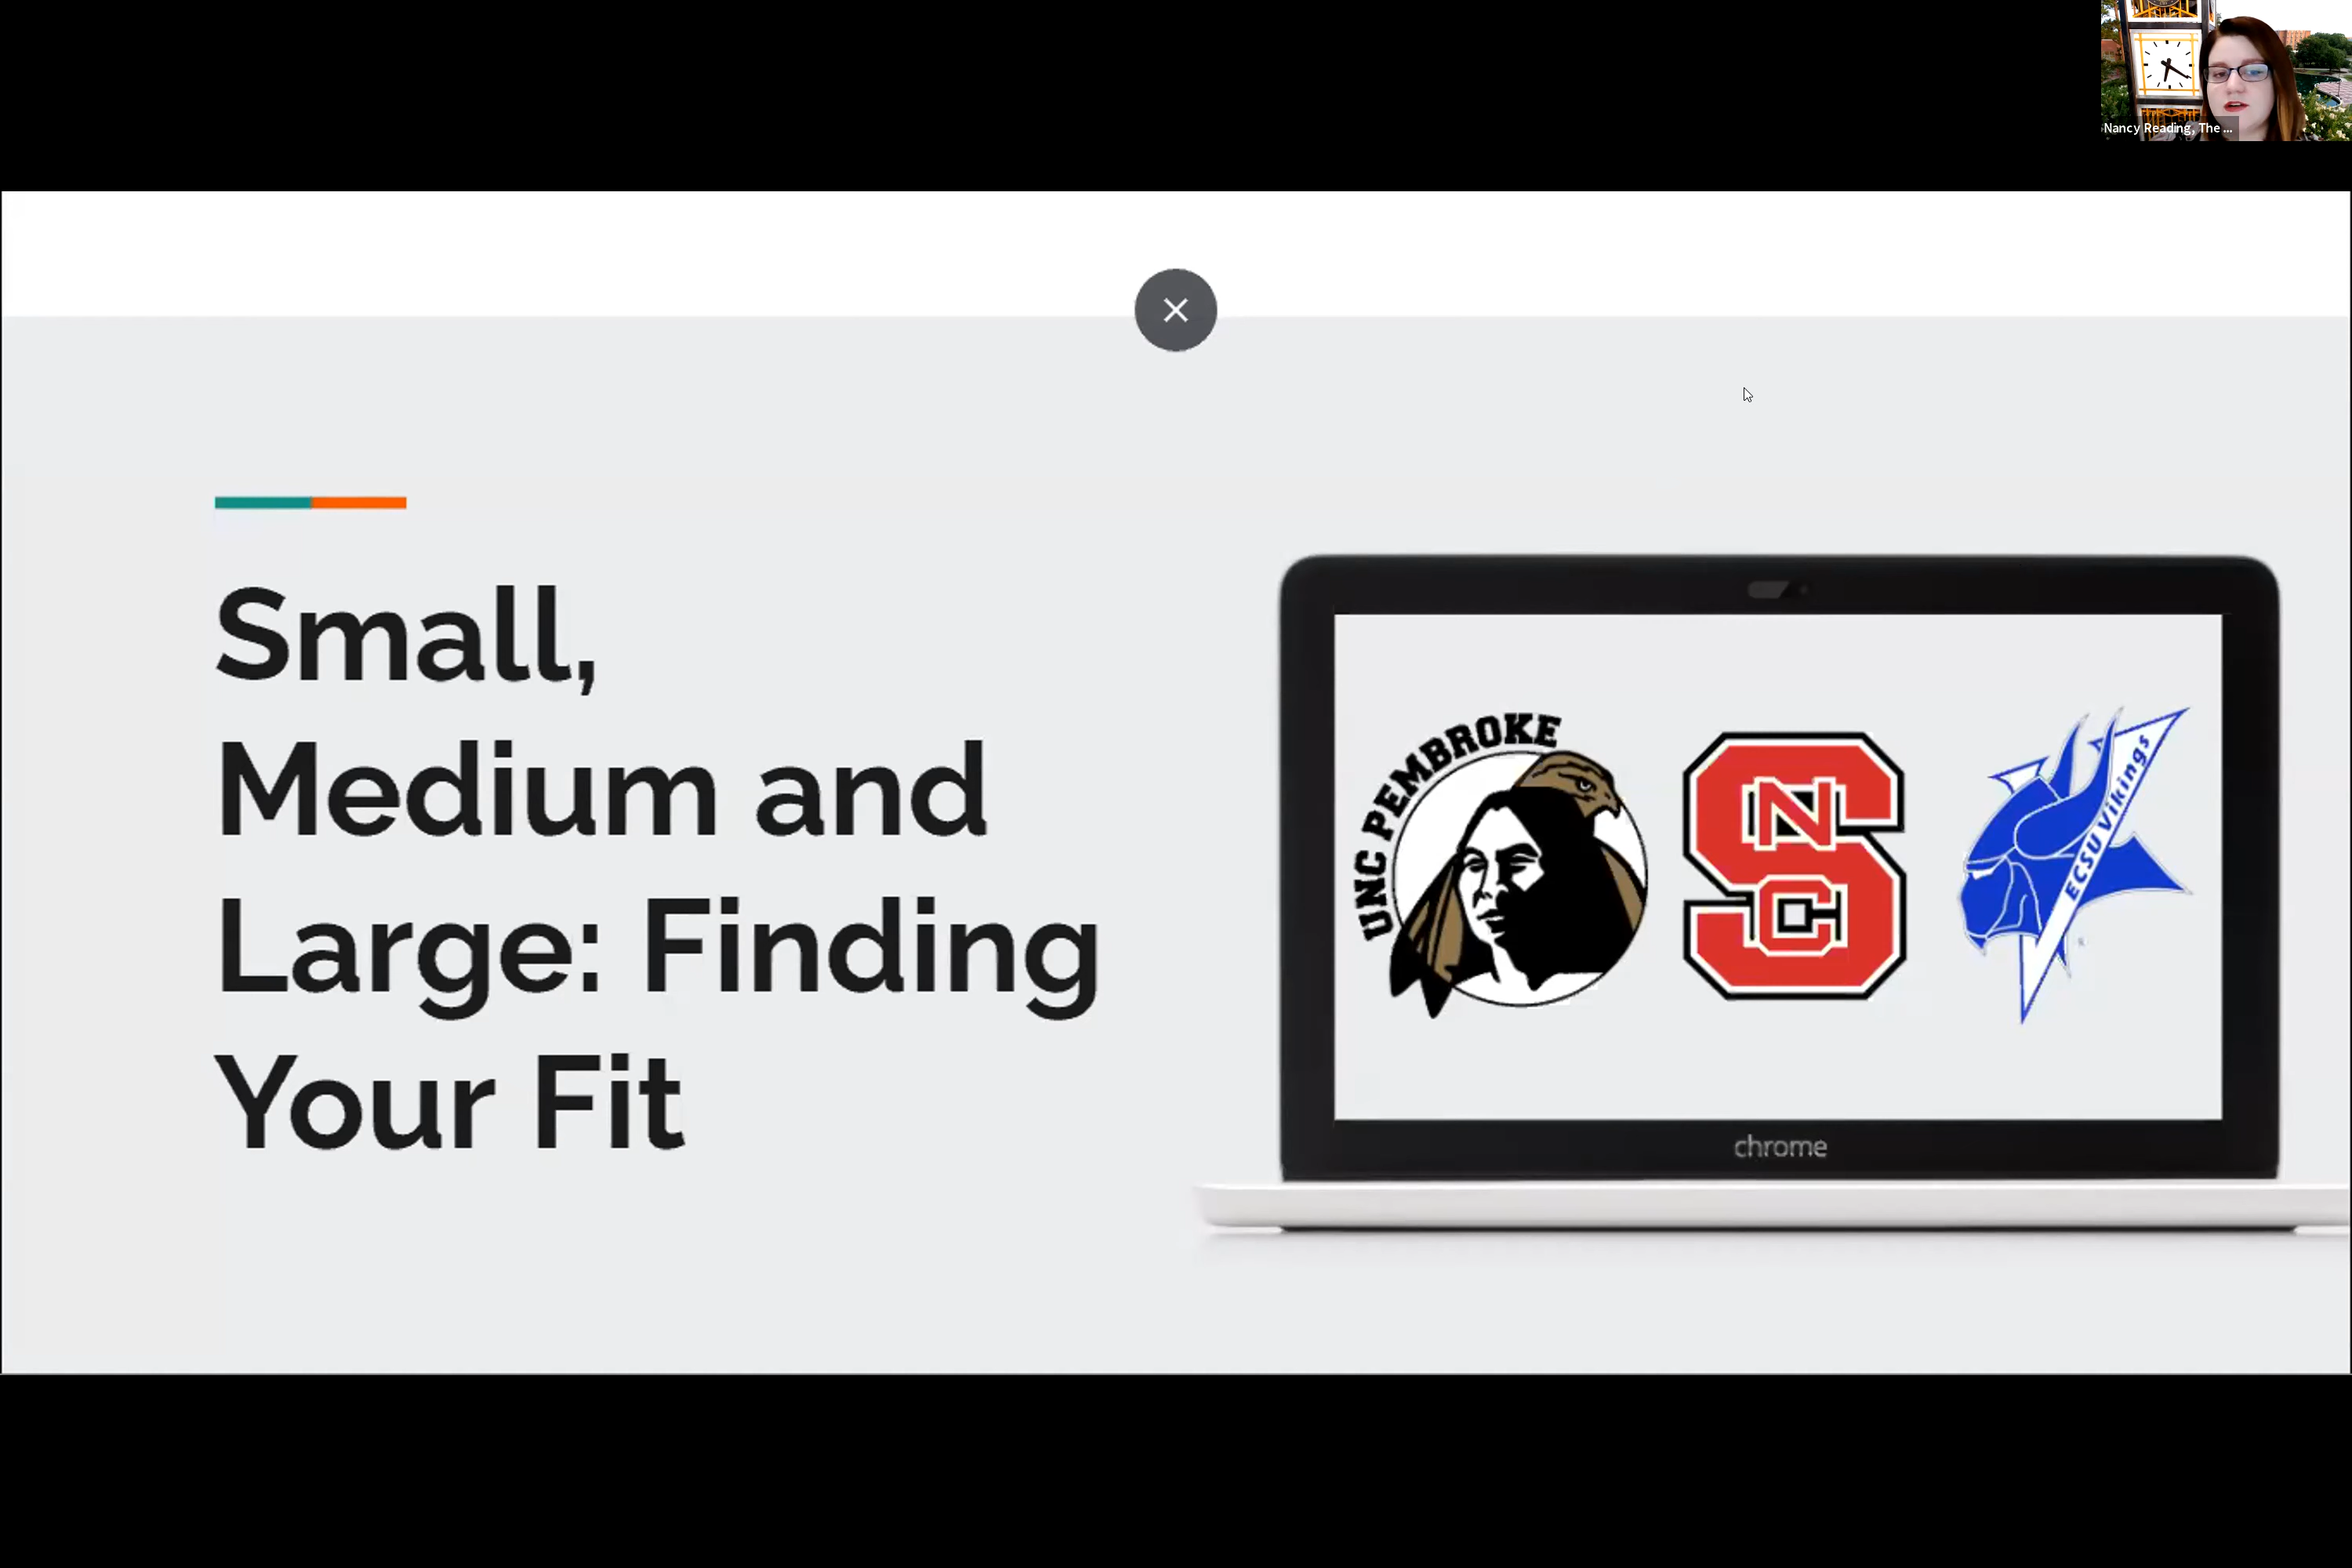 Nancy Reading, The ...
Small,
Medium and
Large: Finding
Your Fit
UNC PEMBROKE
NC
S
ECSU Vikings
chrome